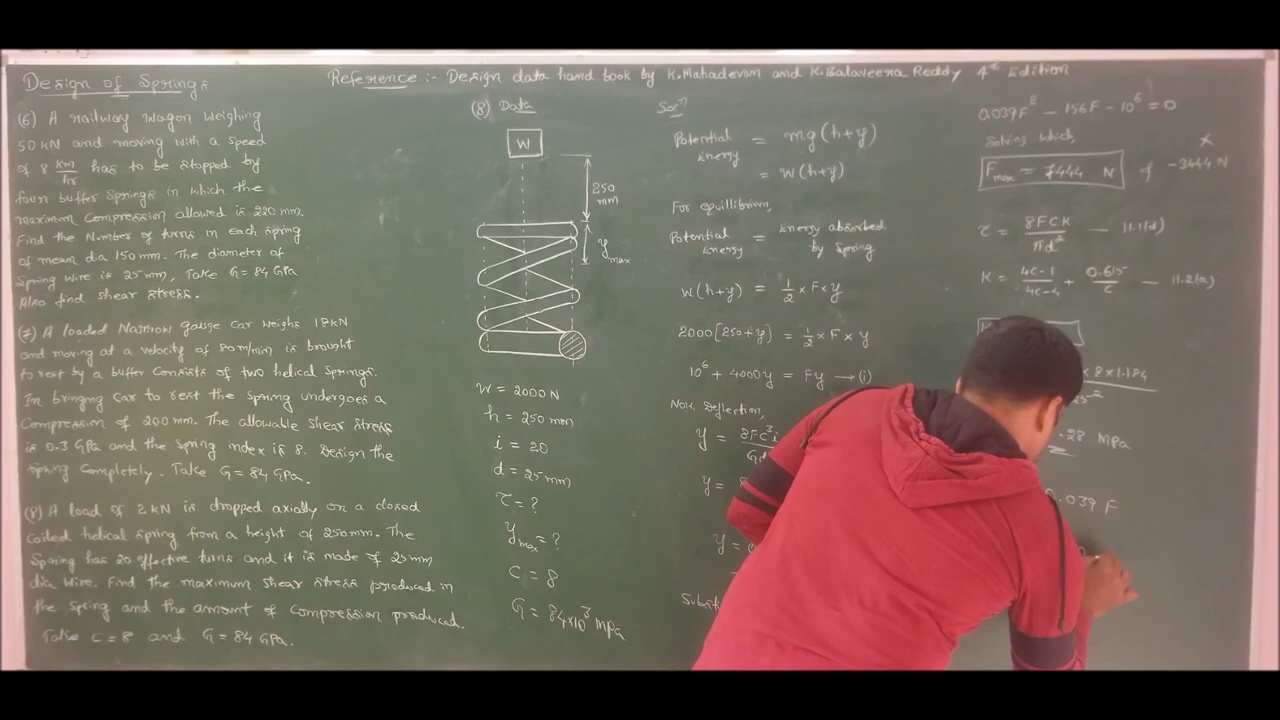 Design of Springs
Reference :- Design data hand book by K.Mahadevan and K.Balaveera Reddy 4th Edition
(6) A railway wagon weighing
50 kN and moving with a speed
of 8 km/hr has to be stopped by
four buffer springs in which the
maximum compression allowed is 220 mm.
Find the Number of turns in each spring
of mean dia 150 mm. The diameter of
Spring wire is 25 mm, Take G = 84 GPa
Also find shear stress.
(7) A loaded Narrow gauge car weighs 18 kN
and moving at a velocity of 80 m/min is brought
to rest by a buffer consists of two helical springs.
In bringing car to rest the spring undergoes a
compression of 200 mm. The allowable shear stress
is 0.3 GPa and the spring index is 8. Design the
spring completely. Take G = 84 GPa.
(8) A load of 2 kN is dropped axially on a closed
coiled helical spring from a height of 250 mm. The
Spring has 20 effective turns and it is made of 25 mm
dia wire. Find the maximum shear stress produced in
the spring and the amount of compression produced.
Take C = 8 and G = 84 GPa.
(8) Data
W
250
mm
ymax
W = 2000 N
h = 250 mm
i = 20
d = 25 mm
τ = ?
ymax = ?
C = 8
G = 84×10³ MPa
Solⁿ
Potential Energy = mg(h+y)
= W(h+y)
For equillibrium,
Potential Energy = Energy absorbed by Spring
W(h+y) = 1/2 × F × y
2000[250+y] = 1/2 × F × y
10⁶ + 4000y = Fy → (i)
Now, Deflection,
y = 8FC³i
y =
y =
0.039F² - 156F - 10⁶ = 0
Solving which,
Fmax = 7444 N or -3444 N ×
τ = 8FCK/πd² — 11.1(d)
K = 4C-1/4C-4 + 0.615/C — 11.2(a)
× 8 × 1.184
.28 MPa
0.039 F